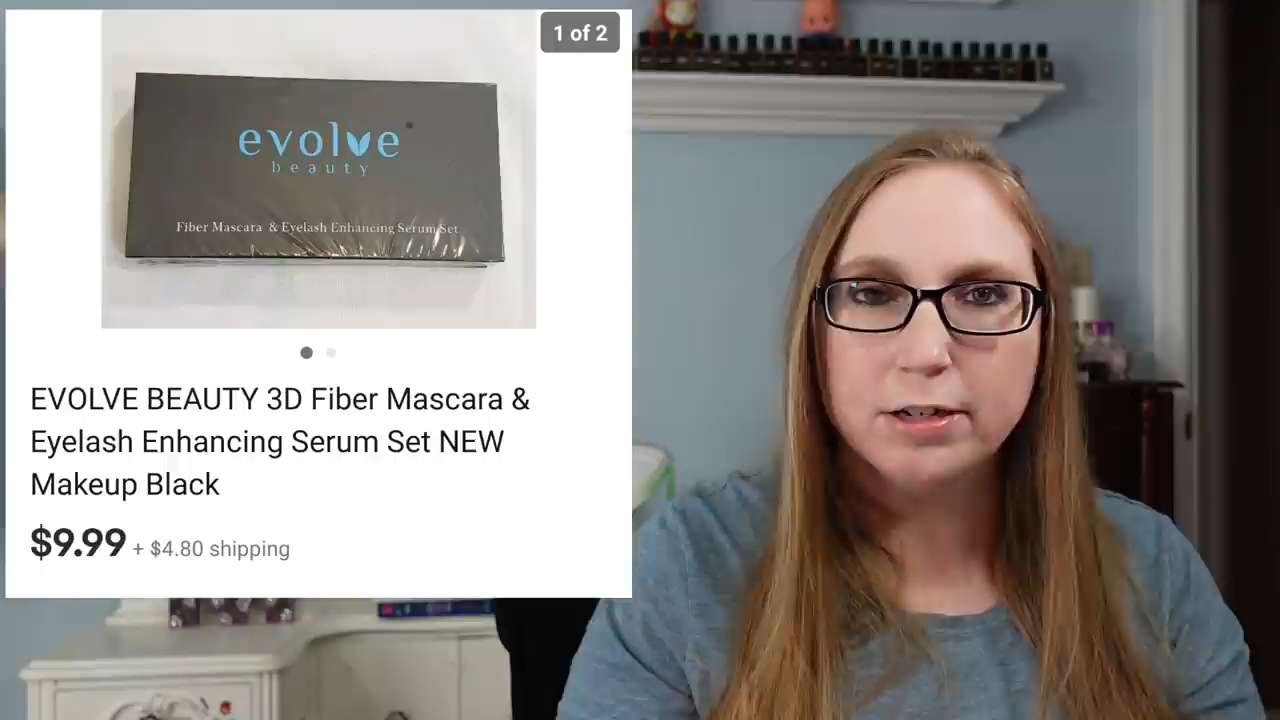 1 of 2
evolve
beauty
Fiber Mascara & Eyelash Enhancing Serum Set
EVOLVE BEAUTY 3D Fiber Mascara &
Eyelash Enhancing Serum Set NEW
Makeup Black
$9.99 + $4.80 shipping